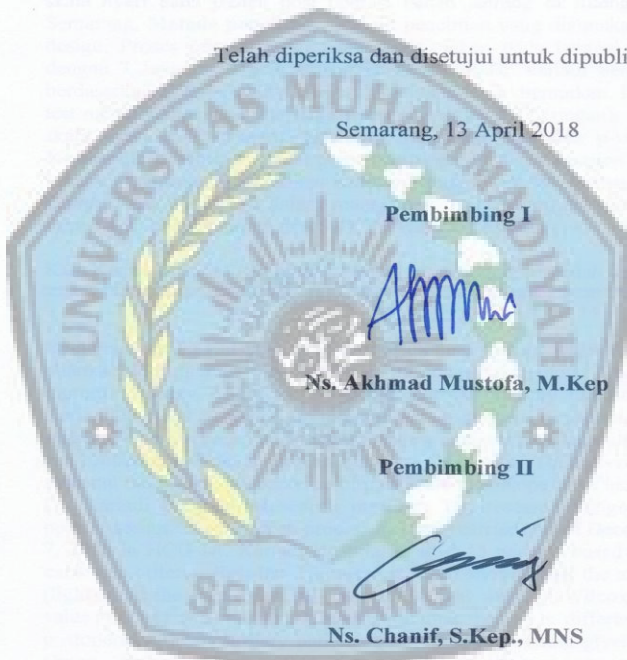 Telah diperiksa dan disetujui untuk dipubli
Semarang, 13 April 2018
Pembimbing I
Ns. Akhmad Mustofa, M.Kep
Pembimbing II
Ns. Chanif, S.Kep., MNS
UNIVERSITAS MUHAMMADIYAH
SEMARANG